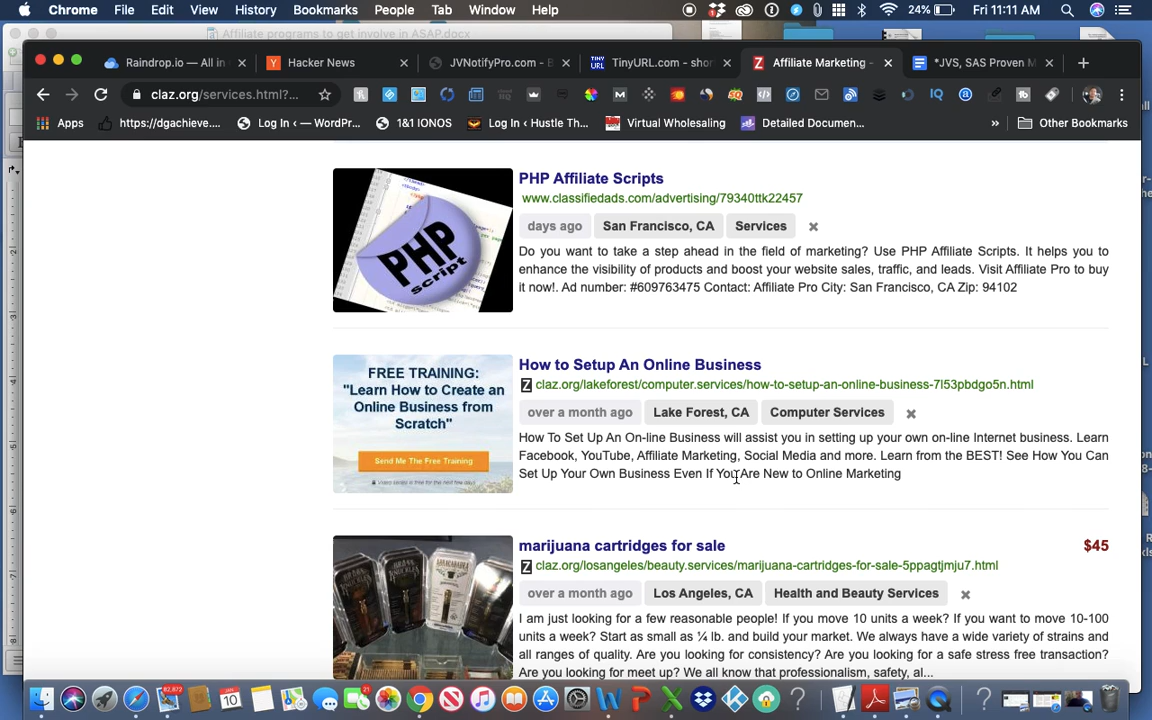 Chrome File Edit View History Bookmarks People Tab Window Help 24% Fri 11:11 AM
Affiliate programs to get involve in ASAP.docx
Raindrop.io — All in Hacker News JVNotifyPro.com - TinyURL.com - shor Affiliate Marketing - *JVS, SAS Proven M
claz.org/services.html?...
Apps https://dgachieve.... Log In ‹ — WordPr... 1&1 IONOS Log In ‹ Hustle Th... Virtual Wholesaling Detailed Documen... » Other Bookmarks
PHP Affiliate Scripts
www.classifiedads.com/advertising/79340ttk22457
days ago San Francisco, CA Services
Do you want to take a step ahead in the field of marketing? Use PHP Affiliate Scripts. It helps you to
enhance the visibility of products and boost your website sales, traffic, and leads. Visit Affiliate Pro to buy
it now!. Ad number: #609763475 Contact: Affiliate Pro City: San Francisco, CA Zip: 94102
PHP
script
How to Setup An Online Business
claz.org/lakeforest/computer.services/how-to-setup-an-online-business-7l53pbdgo5n.html
over a month ago Lake Forest, CA Computer Services
How To Set Up An On-line Business will assist you in setting up your own on-line Internet business. Learn
Facebook, YouTube, Affiliate Marketing, Social Media and more. Learn from the BEST! See How You Can
Set Up Your Own Business Even If You Are New to Online Marketing
FREE TRAINING:
"Learn How to Create an
Online Business from
Scratch"
Send Me The Free Training
marijuana cartridges for sale $45
claz.org/losangeles/beauty.services/marijuana-cartridges-for-sale-5ppagtjmju7.html
over a month ago Los Angeles, CA Health and Beauty Services
I am just looking for a few reasonable people! If you move 10 units a week? If you want to move 10-100
units a week? Start as small as ¼ lb. and build your market. We always have a wide variety of strains and
all ranges of quality. Are you looking for consistency? Are you looking for a safe stress free transaction?
Are you looking for meet up? We all know that professionalism, safety, al...